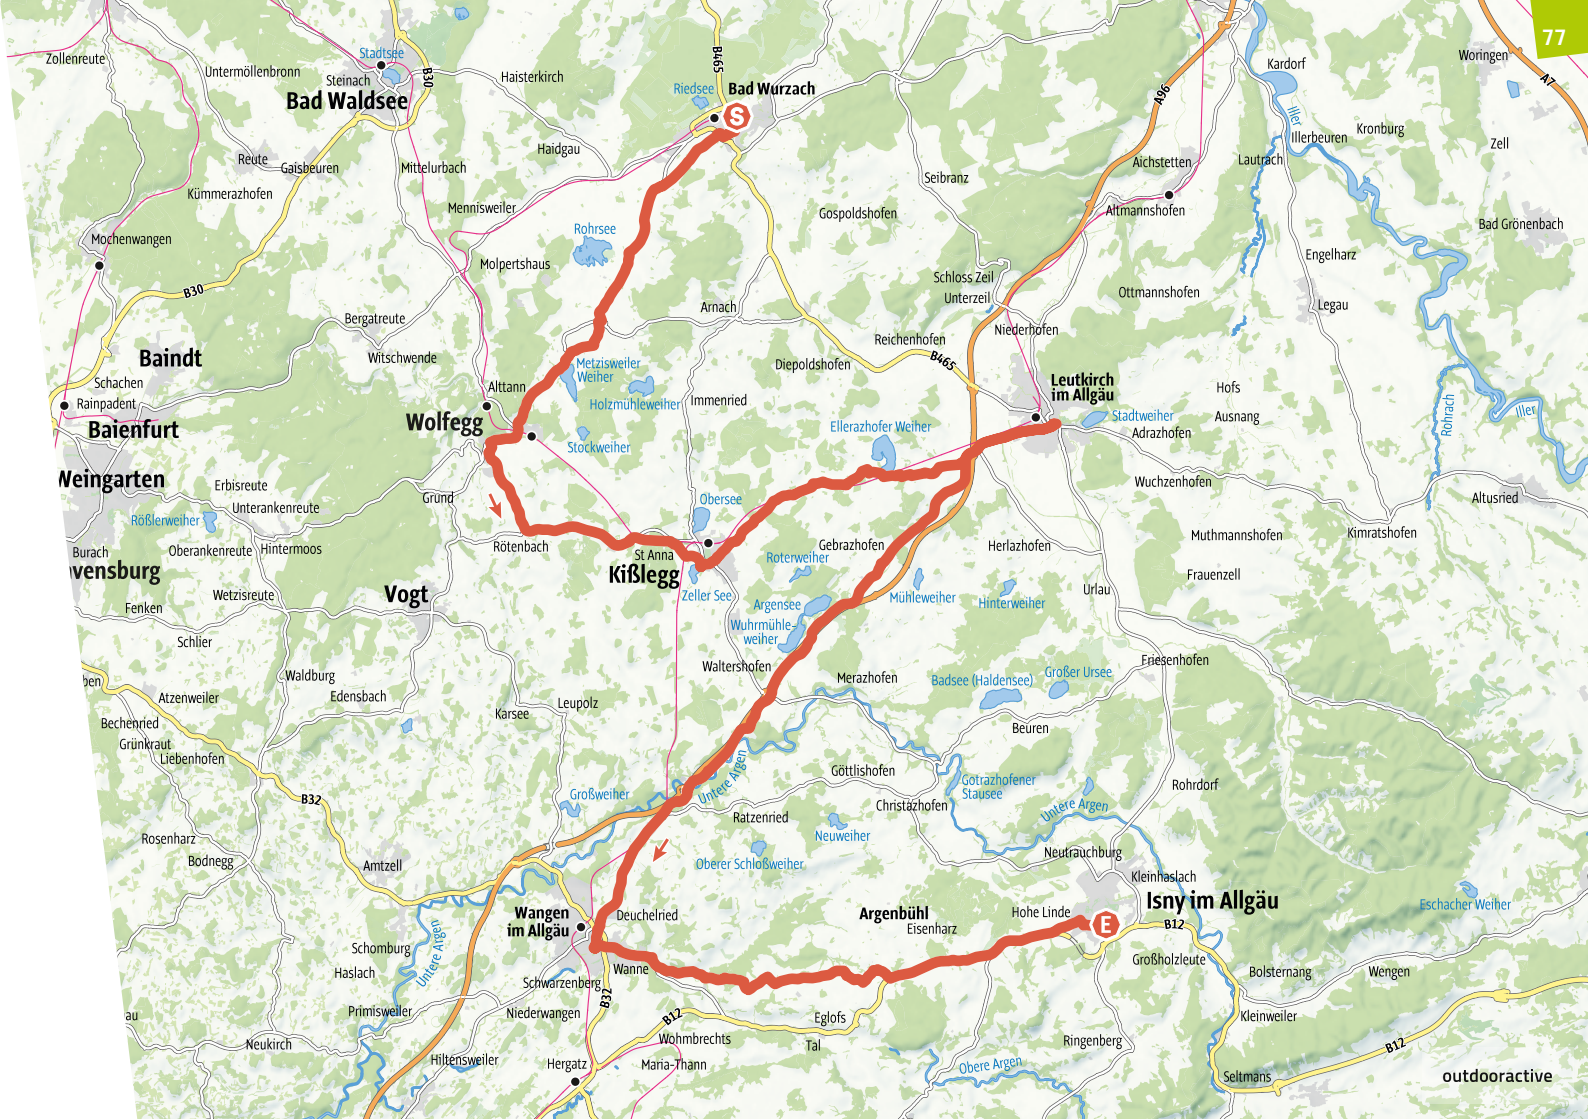 77
Zollenreute
Stadtsee
Untermöllenbronn
Steinach
B30
Haisterkirch
Bad Waldsee
B465
Riedsee
Bad Wurzach
S
Kardorf
Woringen
A7
A96
Iller
Illerbeuren
Kronburg
Zell
Reute
Gaisbeuren
Mittelurbach
Haidgau
Aichstetten
Lautrach
Kümmerazhofen
Seibranz
Mennisweiler
Gospoldshofen
Altmannshofen
Bad Grönenbach
Mochenwangen
Rohrsee
Molpertshaus
Engelharz
Schloss Zeil
Unterzeil
Ottmannshofen
Legau
B30
Arnach
Bergatreute
Niederhofen
Reichenhofen
Baindt
Witschwende
B465
Metzisweiler
Weiher
Diepoldshofen
Schachen
Alttann
Leutkirch
im Allgäu
Hofs
Rainpadent
Holzmühleweiher
Immenried
Stadtweiher
Ausnang
Rohrach
Iller
Baienfurt
Wolfegg
Ellerazhofer Weiher
Adrazhofen
Stockweiher
Weingarten
Erbisreute
Grund
Obersee
Wuchzenhofen
Altusried
Unterankenreute
Rößlerweiher
Kimratshofen
Burach
Oberankenreute
Hintermoos
Rötenbach
St Anna
Gebrazhofen
Herlazhofen
Muthmannshofen
vensburg
Kißlegg
Roterweiher
Frauenzell
Wetzisreute
Vogt
Zeller See
Argensee
Mühleweiher
Hinterweiher
Urlau
Fenken
Wuhrmühle-
weiher
Schlier
Waltershofen
Friesenhofen
ben
Waldburg
Merazhofen
Badsee (Haldensee)
Großer Ursee
Atzenweiler
Edensbach
Leupolz
Karsee
Bechenried
Beuren
Grünkraut
Liebenhofen
Untere Argen
Göttlishofen
Gotrazhofener
Stausee
Rohrdorf
B32
Großweiher
Christazhofen
Untere Argen
Ratzenried
Neuweiher
Rosenharz
Bodnegg
Amtzell
Oberer Schloßweiher
Neutrauchburg
Kleinhaslach
Isny im Allgäu
Eschacher Weiher
Wangen
im Allgäu
Deuchelried
Argenbühl
Eisenharz
Hohe Linde
E
B12
Schomburg
Untere Argen
Haslach
Wanne
Großholzleute
Bolsternang
Wengen
Schwarzenberg
B32
Primisweiler
Niederwangen
B12
Eglofs
Kleinweiler
au
Neukirch
Wohmbrechts
Tal
Ringenberg
B12
Hiltensweiler
Hergatz
Maria-Thann
Obere Argen
Seltmans
outdooractive